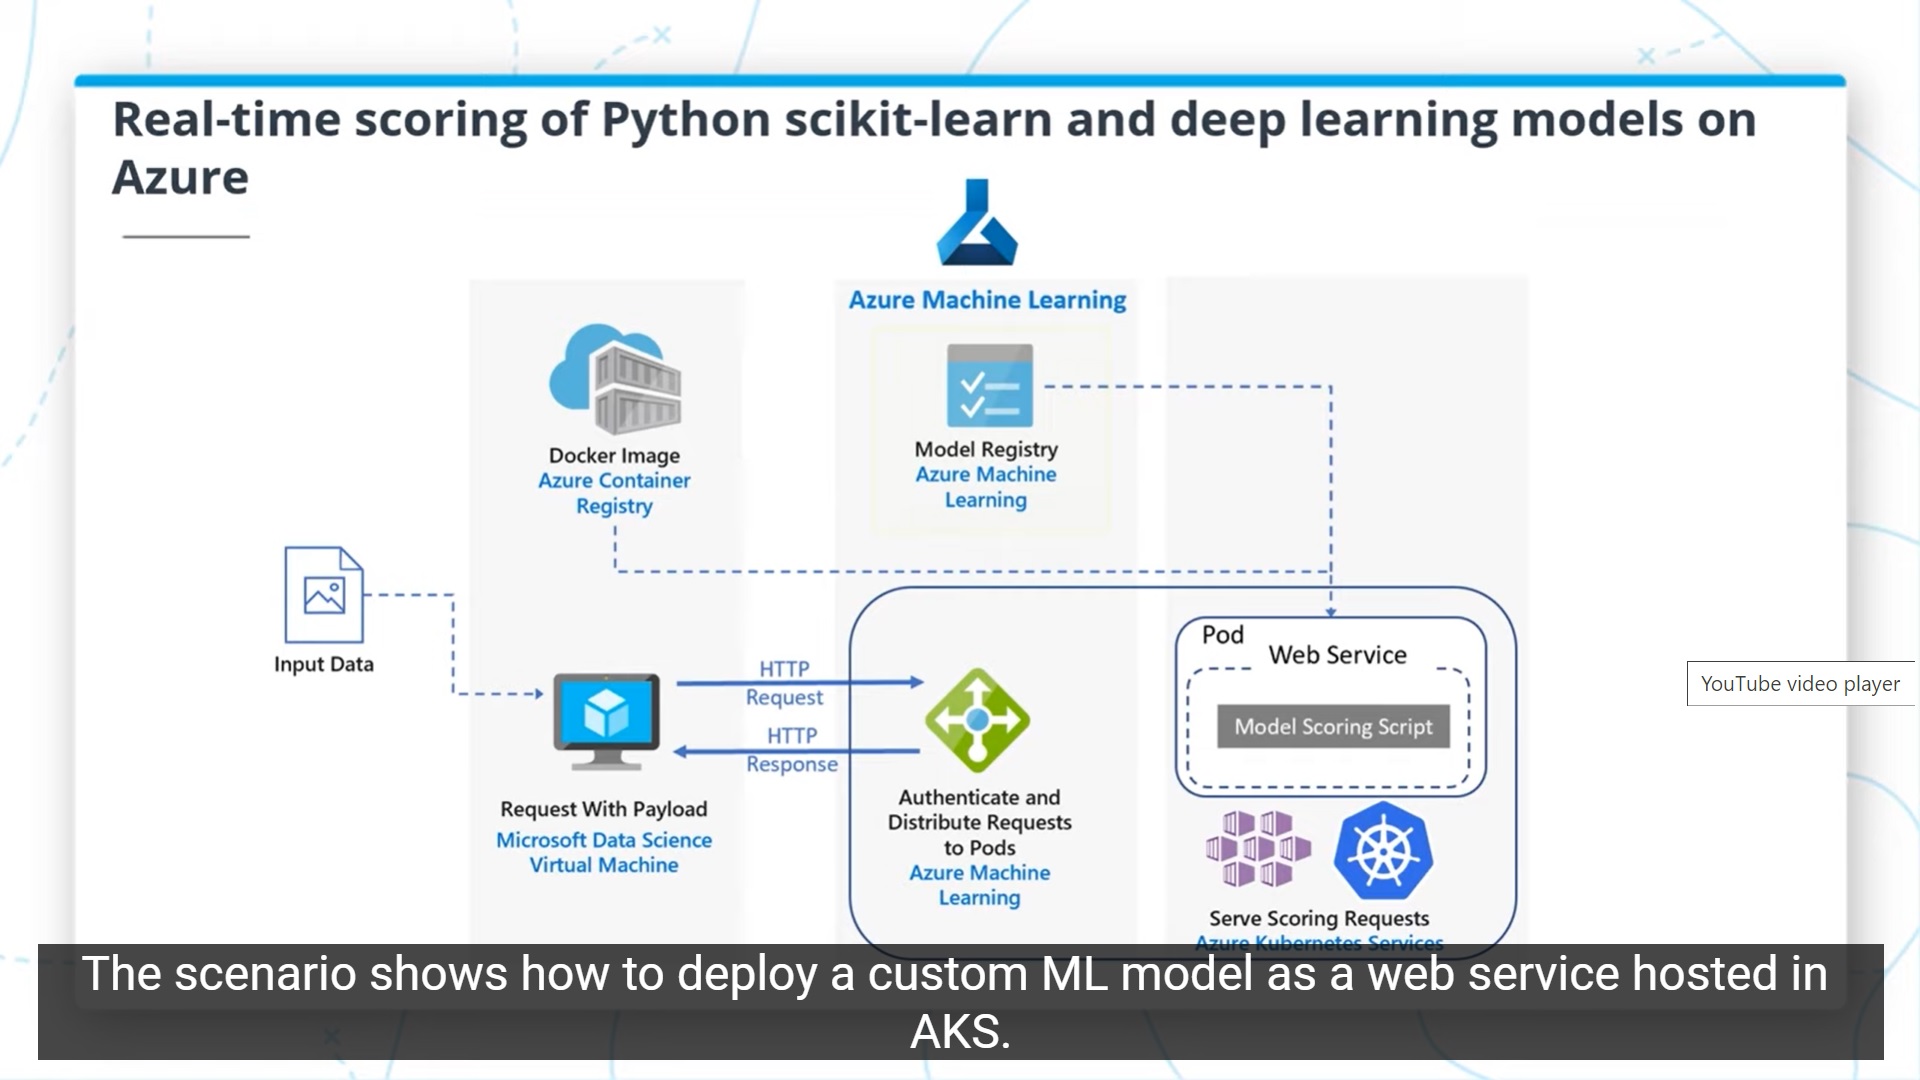 Real-time scoring of Python scikit-learn and deep learning models on
Azure
Azure Machine Learning
Docker Image
Azure Container
Registry
Model Registry
Azure Machine
Learning
Input Data
HTTP
Request
HTTP
Response
Request With Payload
Microsoft Data Science
Virtual Machine
Authenticate and
Distribute Requests
to Pods
Azure Machine
Learning
Pod
Web Service
Model Scoring Script
Serve Scoring Requests
Azure Kubernetes Services
YouTube video player
The scenario shows how to deploy a custom ML model as a web service hosted in
AKS.